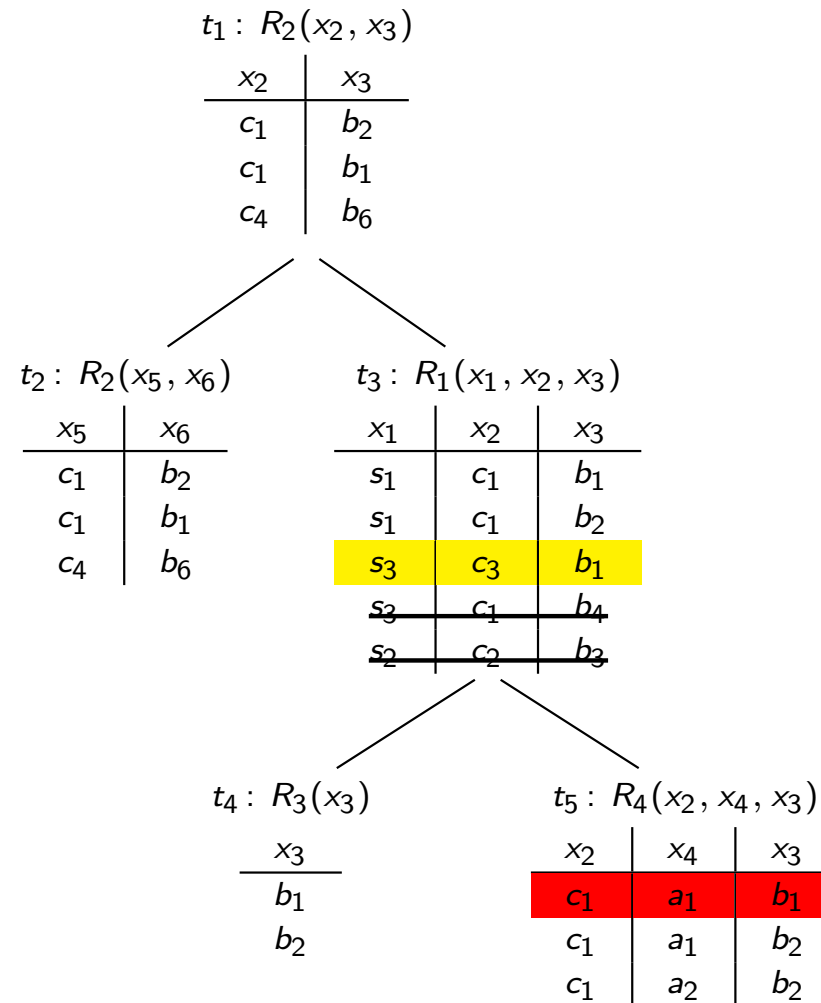 t₁ : R₂(x₂, x₃)
x₂ x₃
c₁ b₂
c₁ b₁
c₄ b₆
t₂ : R₂(x₅, x₆)
x₅ x₆
c₁ b₂
c₁ b₁
c₄ b₆
t₃ : R₁(x₁, x₂, x₃)
x₁ x₂ x₃
s₁ c₁ b₁
s₁ c₁ b₂
s₃ c₃ b₁
s₃ c₁ b₄
s₂ c₂ b₃
t₄ : R₃(x₃)
x₃
b₁
b₂
t₅ : R₄(x₂, x₄, x₃)
x₂ x₄ x₃
c₁ a₁ b₁
c₁ a₁ b₂
c₁ a₂ b₂